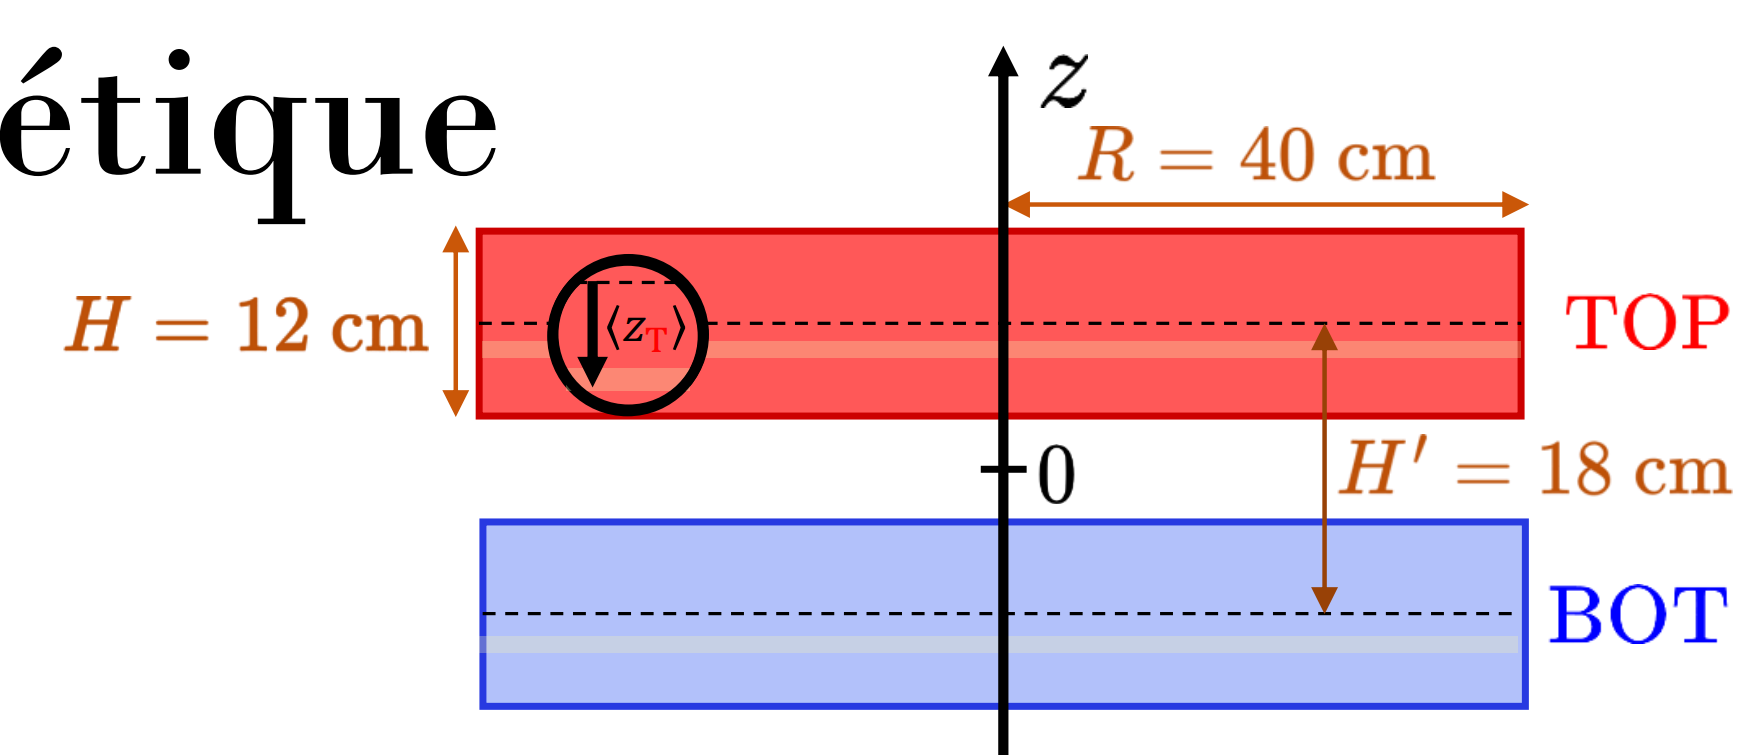 étique
z
R = 40 cm
H = 12 cm
⟨z_T⟩
TOP
0
H′ = 18 cm
BOT